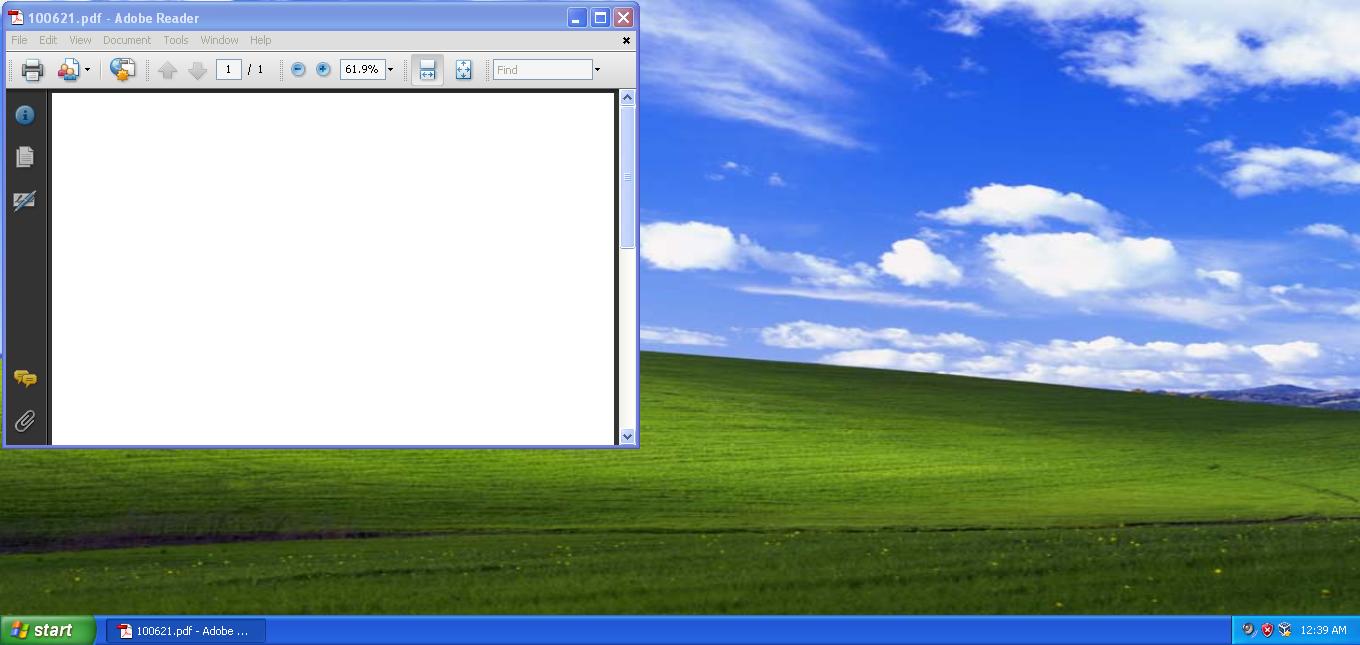 100621.pdf - Adobe Reader
File Edit View Document Tools Window Help
1 / 1 61.9% Find
start 100621.pdf - Adobe ... 12:39 AM